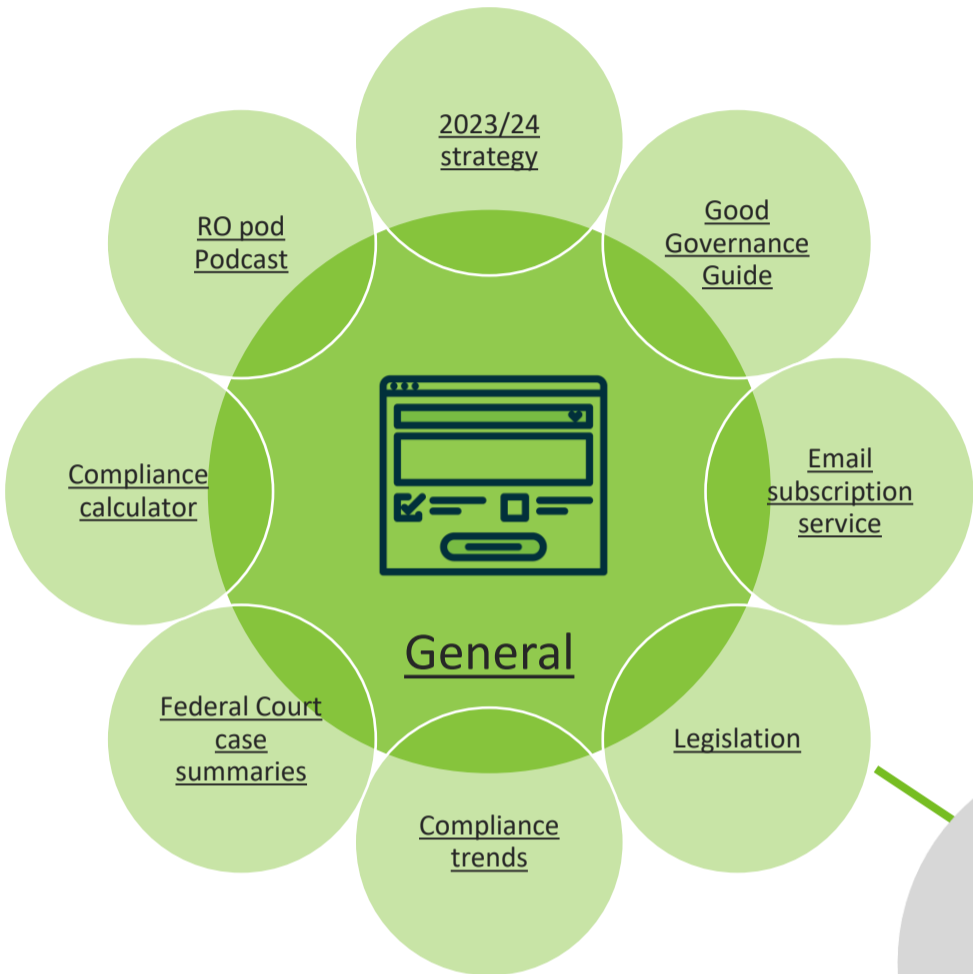 2023/24
strategy
Good
Governance
Guide
Email
subscription
service
Legislation
Compliance
trends
Federal Court
case
summaries
Compliance
calculator
RO pod
Podcast
General